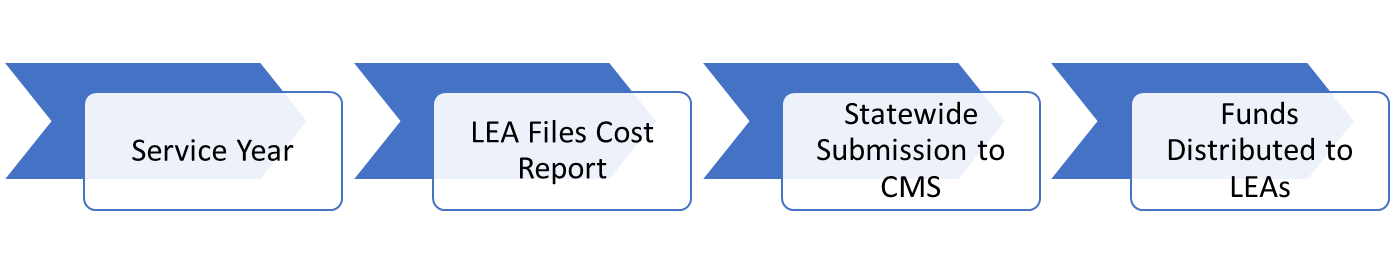 Service Year
LEA Files Cost
Report
Statewide
Submission to
CMS
Funds
Distributed to
LEAs